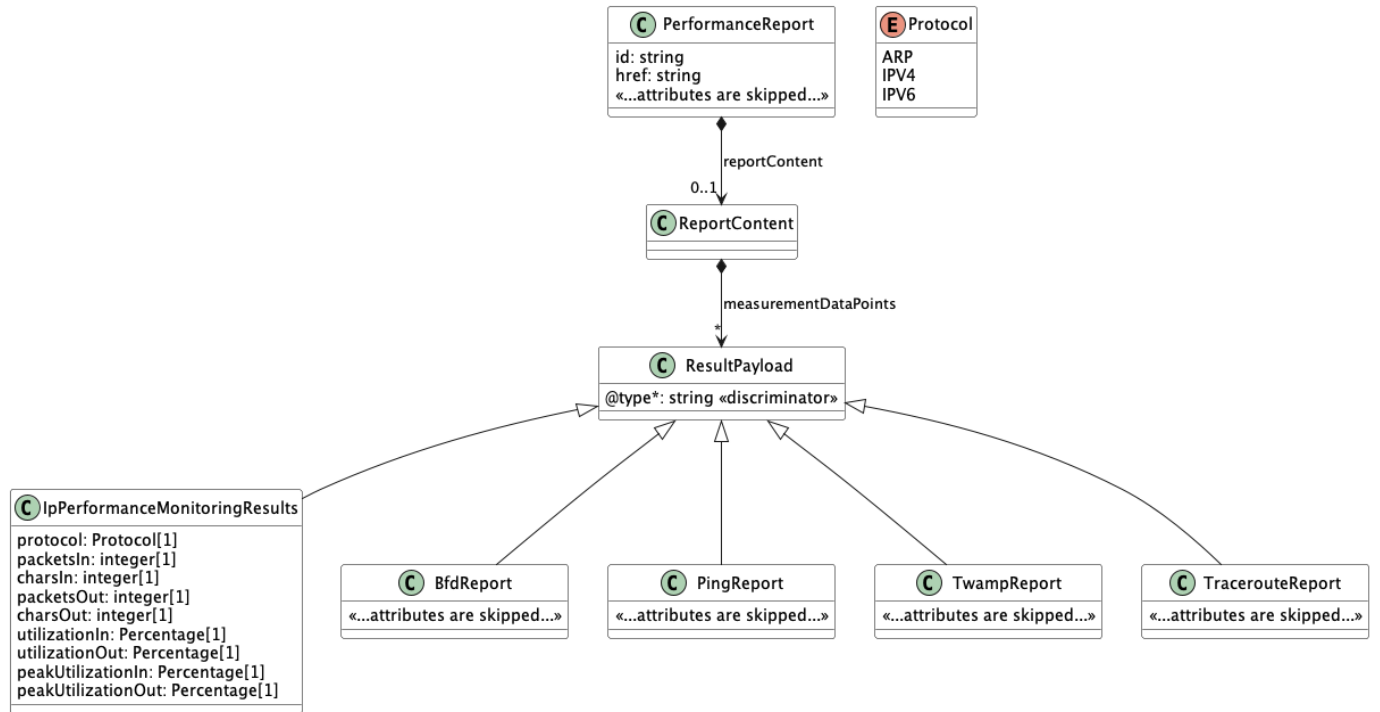 C PerformanceReport
id: string
href: string
«...attributes are skipped...»
E Protocol
ARP
IPV4
IPV6
reportContent
0..1
C ReportContent
measurementDataPoints
*
C ResultPayload
@type*: string «discriminator»
C IpPerformanceMonitoringResults
protocol: Protocol[1]
packetsIn: integer[1]
charsIn: integer[1]
packetsOut: integer[1]
charsOut: integer[1]
utilizationIn: Percentage[1]
utilizationOut: Percentage[1]
peakUtilizationIn: Percentage[1]
peakUtilizationOut: Percentage[1]
C BfdReport
«...attributes are skipped...»
C PingReport
«...attributes are skipped...»
C TwampReport
«...attributes are skipped...»
C TracerouteReport
«...attributes are skipped...»